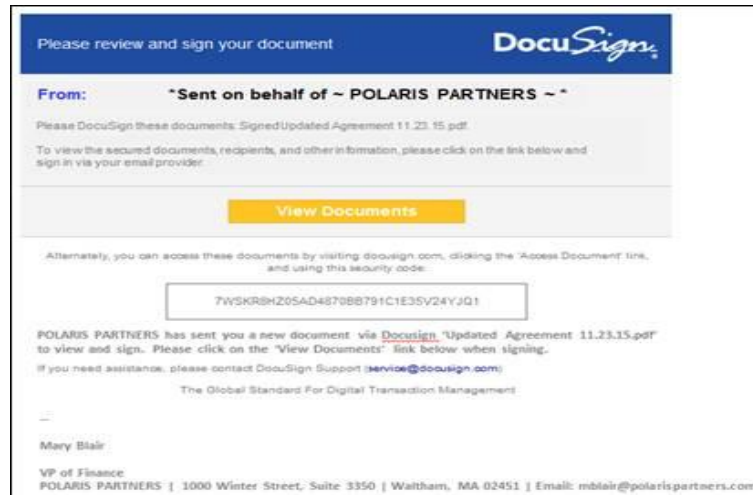 Please review and sign your document
DocuSign
From: "Sent on behalf of ~ POLARIS PARTNERS ~ "
Please DocuSign these documents: SignedUpdated Agreement 11.23.15.pdf.
To view the secured documents, recipients, and other information, please click on the link below and
sign in via your email provider.
View Documents
Alternately, you can access these documents by visiting docusign.com, clicking the 'Access Document' link,
and using this security code:
7WSKR8HZ0SAD4870BB791C1E35V24YJQ1
POLARIS PARTNERS has sent you a new document via Docusign "Updated Agreement 11.23.15.pdf"
to view and sign. Please click on the "View Documents" link below when signing.
If you need assistance, please contact DocuSign Support (service@docusign.com)
The Global Standard For Digital Transaction Management
--
Mary Blair
VP of Finance
POLARIS PARTNERS | 1000 Winter Street, Suite 3350 | Waltham, MA 02451 | Email: mblair@polarispartners.com